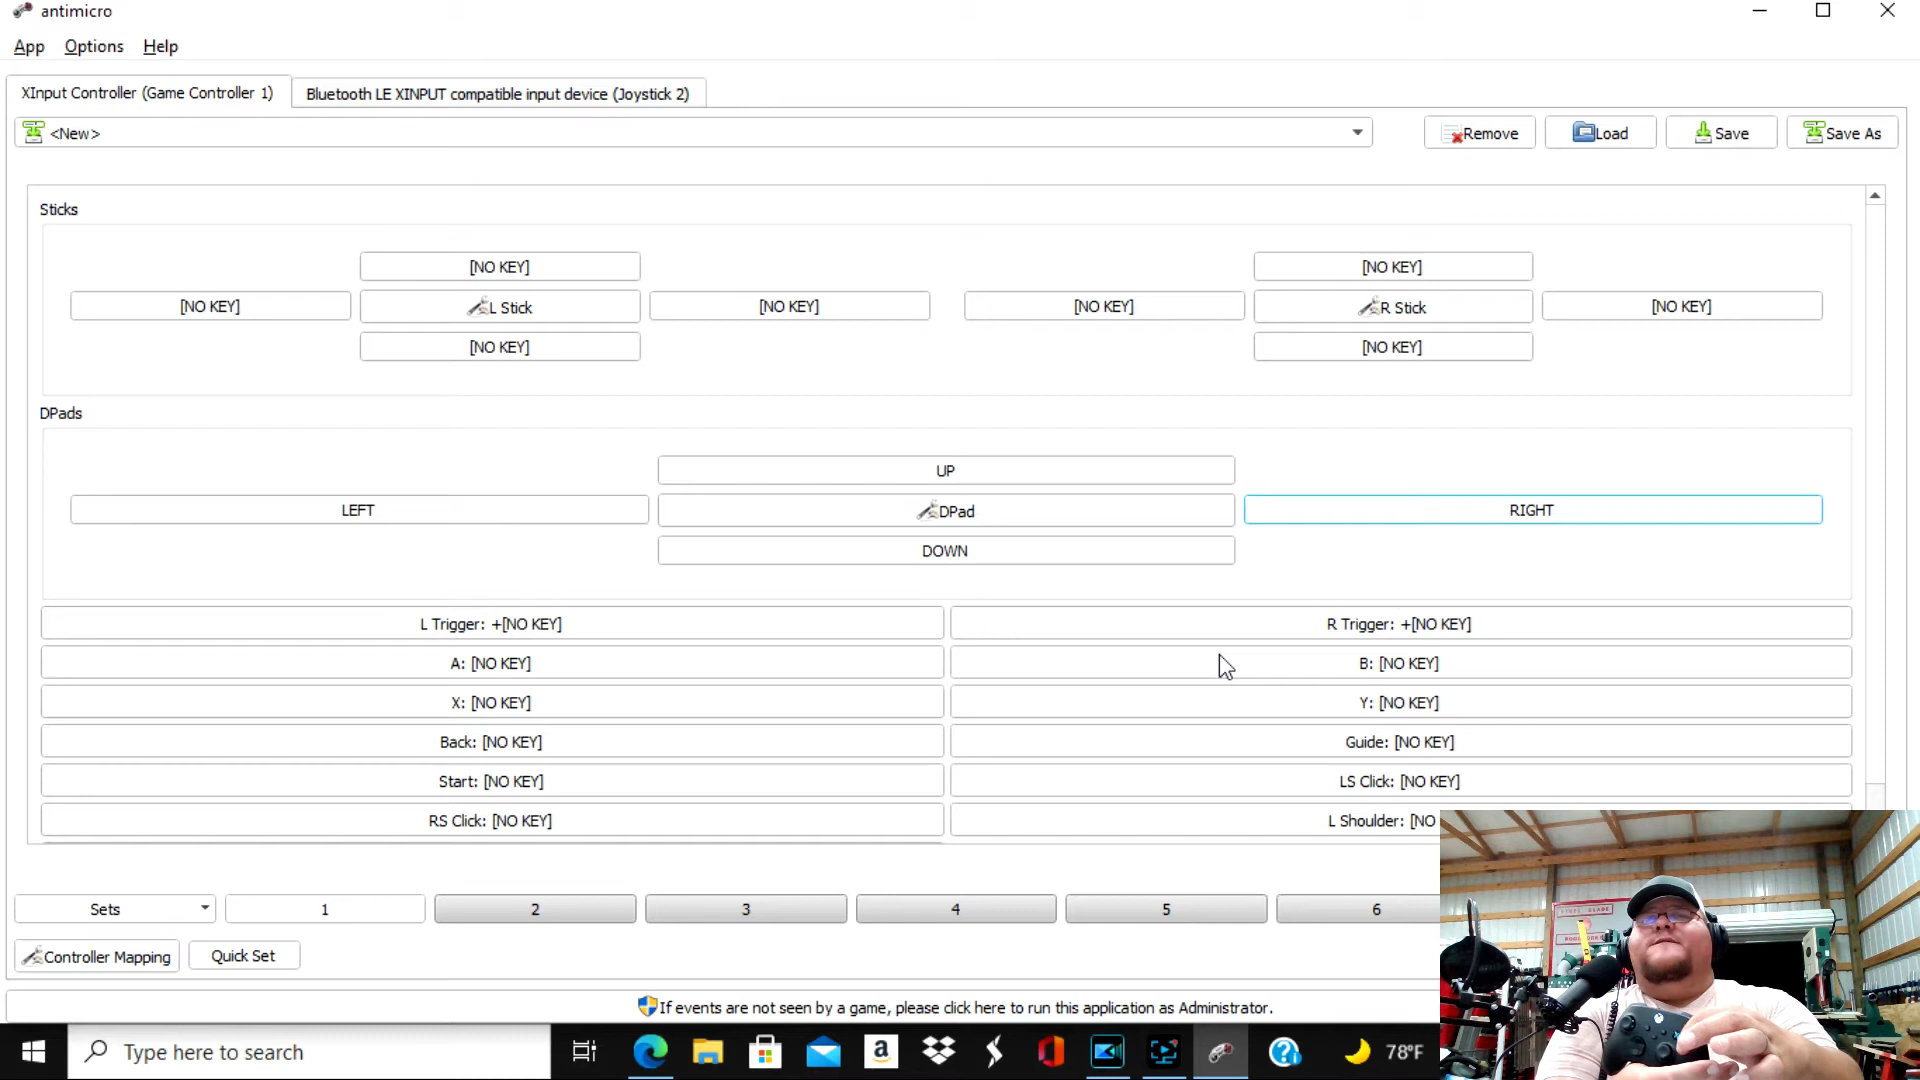 antimicro
App Options Help
XInput Controller (Game Controller 1) Bluetooth LE XINPUT compatible input device (Joystick 2)
<New> Remove Load Save Save As
Sticks
[NO KEY] [NO KEY]
[NO KEY] L Stick [NO KEY] [NO KEY] R Stick [NO KEY]
[NO KEY] [NO KEY]
DPads
UP
LEFT DPad RIGHT
DOWN
L Trigger: +[NO KEY] R Trigger: +[NO KEY]
A: [NO KEY] B: [NO KEY]
X: [NO KEY] Y: [NO KEY]
Back: [NO KEY] Guide: [NO KEY]
Start: [NO KEY] LS Click: [NO KEY]
RS Click: [NO KEY] L Shoulder: [NO
Sets 1 2 3 4 5 6
Controller Mapping Quick Set
If events are not seen by a game, please click here to run this application as Administrator.
Type here to search 78°F